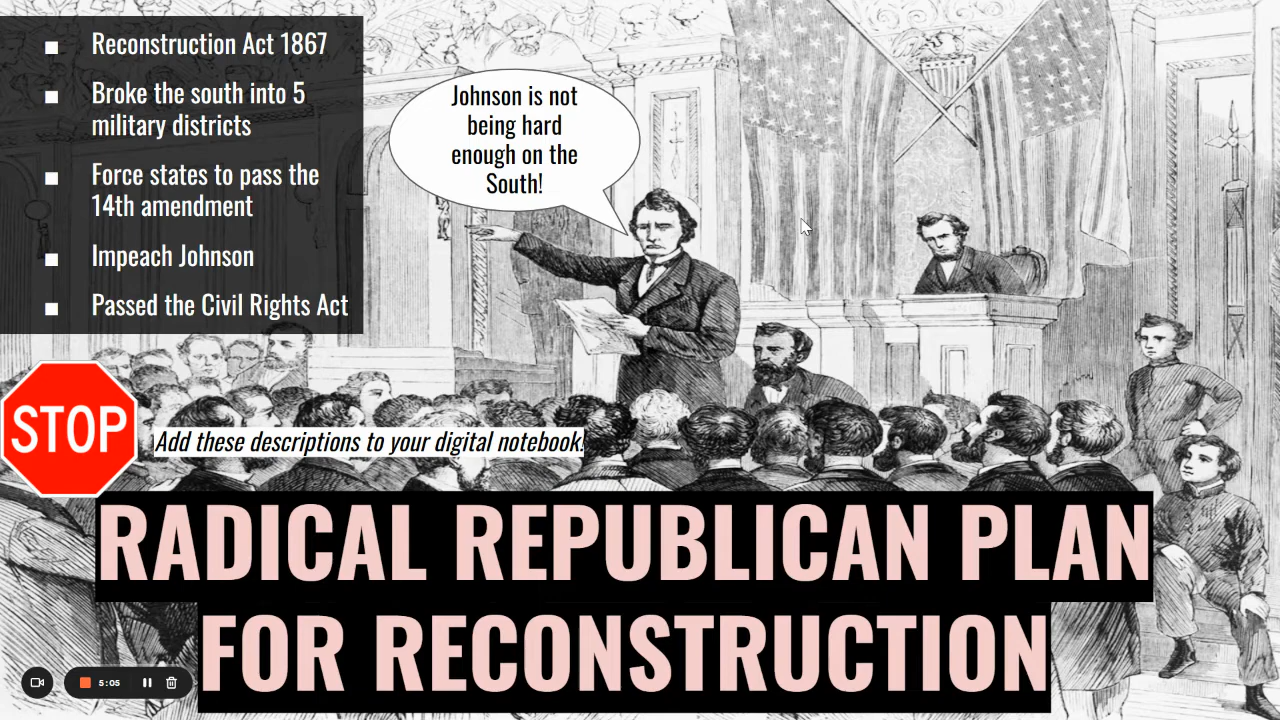 Reconstruction Act 1867
Broke the south into 5
military districts
Force states to pass the
14th amendment
Impeach Johnson
Passed the Civil Rights Act
Johnson is not
being hard
enough on the
South!
STOP
Add these descriptions to your digital notebook!
RADICAL REPUBLICAN PLAN
FOR RECONSTRUCTION
5:05